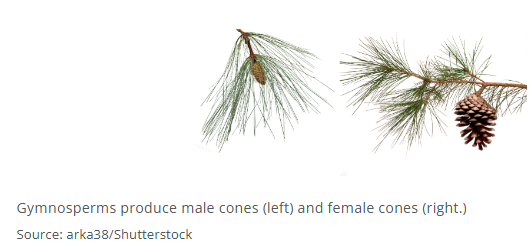 Gymnosperms produce male cones (left) and female cones (right.)
Source: arka38/Shutterstock